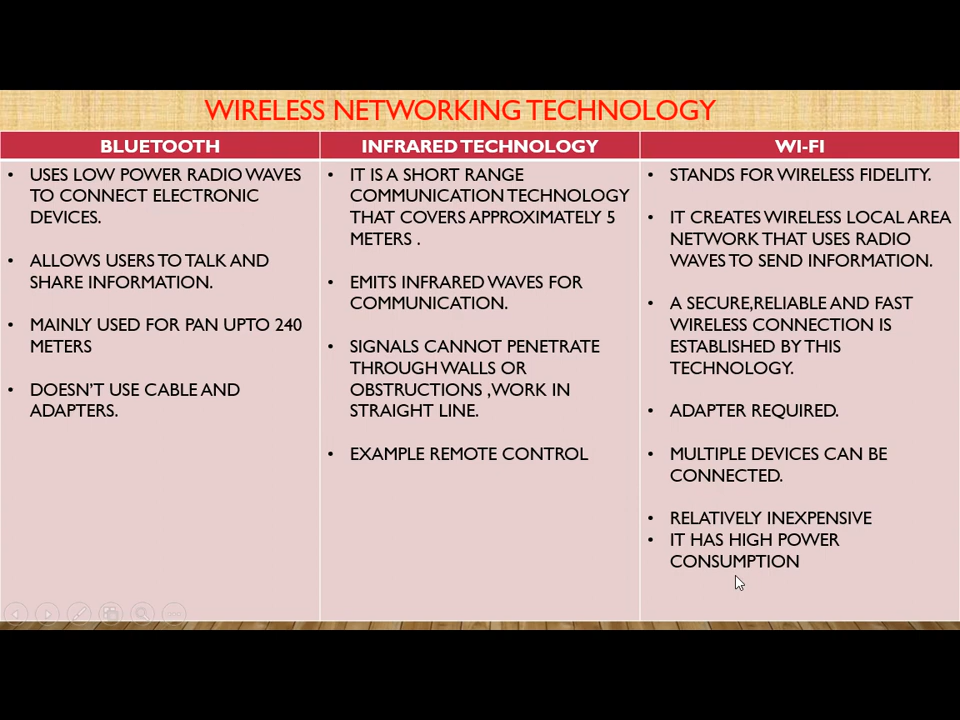 WIRELESS NETWORKING TECHNOLOGY
BLUETOOTH
• USES LOW POWER RADIO WAVES
TO CONNECT ELECTRONIC
DEVICES.
• ALLOWS USERS TO TALK AND
SHARE INFORMATION.
• MAINLY USED FOR PAN UPTO 240
METERS
• DOESN'T USE CABLE AND
ADAPTERS.
INFRARED TECHNOLOGY
• IT IS A SHORT RANGE
COMMUNICATION TECHNOLOGY
THAT COVERS APPROXIMATELY 5
METERS .
• EMITS INFRARED WAVES FOR
COMMUNICATION.
• SIGNALS CANNOT PENETRATE
THROUGH WALLS OR
OBSTRUCTIONS ,WORK IN
STRAIGHT LINE.
• EXAMPLE REMOTE CONTROL
WI-FI
• STANDS FOR WIRELESS FIDELITY.
• IT CREATES WIRELESS LOCAL AREA
NETWORK THAT USES RADIO
WAVES TO SEND INFORMATION.
• A SECURE,RELIABLE AND FAST
WIRELESS CONNECTION IS
ESTABLISHED BY THIS
TECHNOLOGY.
• ADAPTER REQUIRED.
• MULTIPLE DEVICES CAN BE
CONNECTED.
• RELATIVELY INEXPENSIVE
• IT HAS HIGH POWER
CONSUMPTION